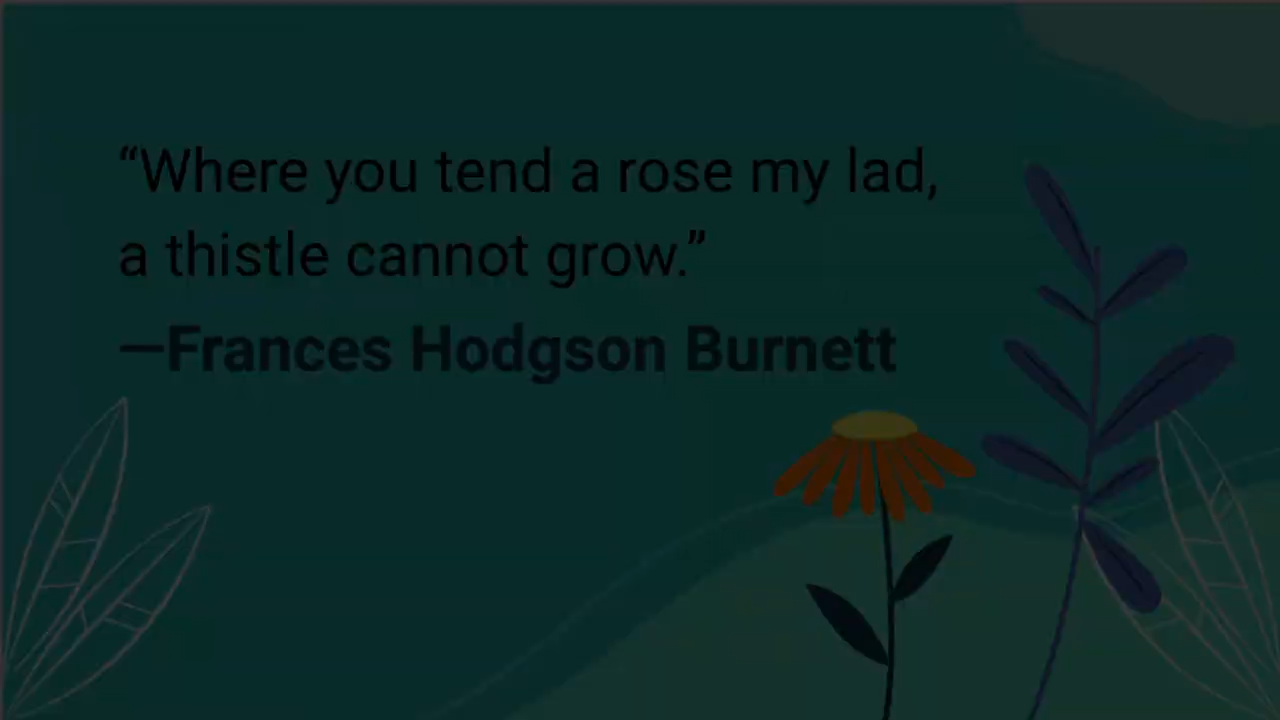 “Where you tend a rose my lad,
a thistle cannot grow.”
—Frances Hodgson Burnett